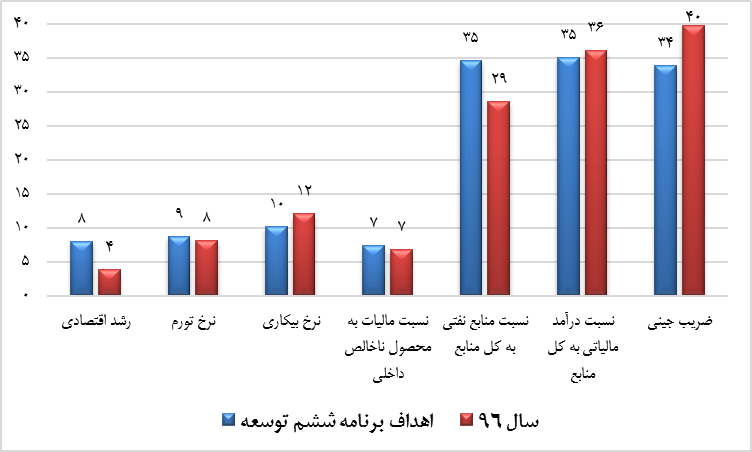 ۴۰
۳۵
۳۰
۲۵
۲۰
۱۵
۱۰
۵
۰
۸
۴
۹
۸
۱۰
۱۲
۷
۷
۳۵
۲۹
۳۵
۳۶
۳۴
۴۰
رشد اقتصادی
نرخ تورم
نرخ بیکاری
نسبت مالیات به
محصول ناخالص
داخلی
نسبت منابع نفتی
به کل منابع
نسبت درآمد
مالیاتی به کل
منابع
ضریب جینی
اهداف برنامه ششم توسعه
سال ۹۶